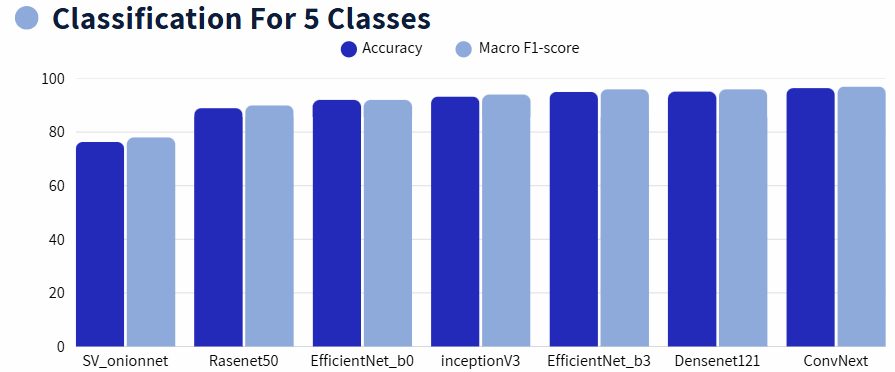 Classification For 5 Classes
Accuracy Macro F1-score
100
80
60
40
20
0
SV_onionnet Rasenet50 EfficientNet_b0 inceptionV3 EfficientNet_b3 Densenet121 ConvNext